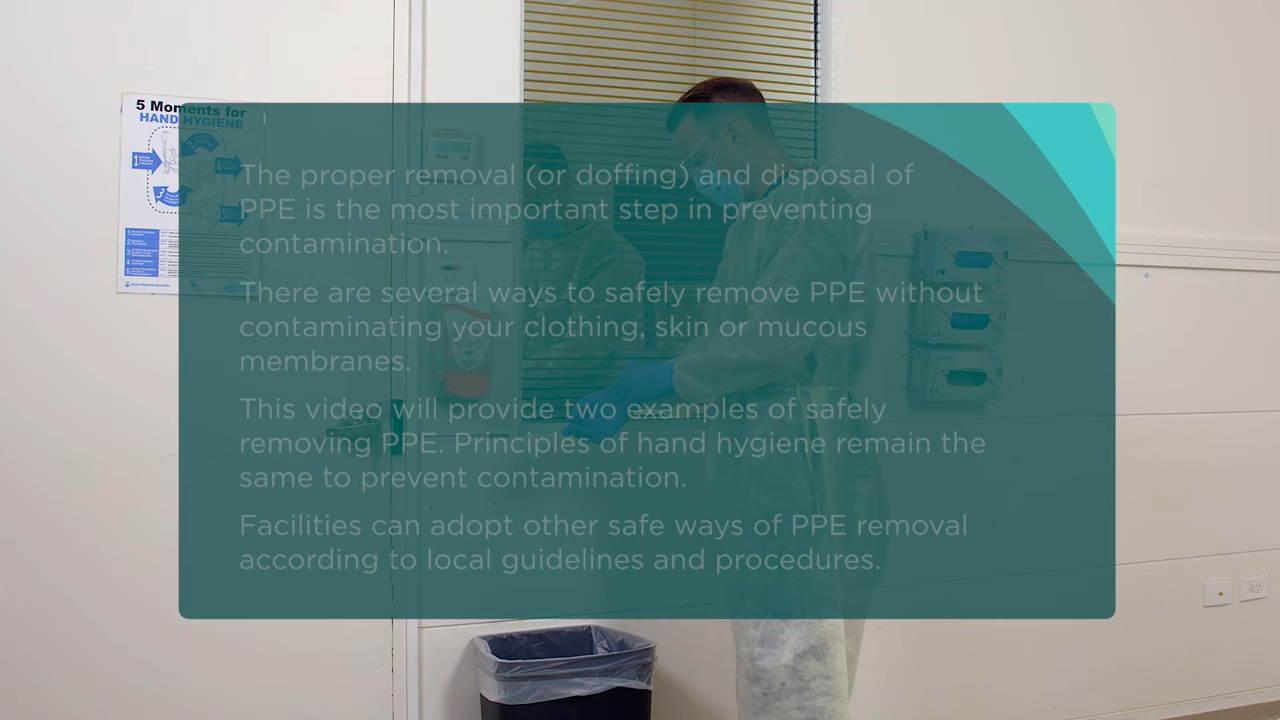 5 Moments for
HAND HYGIENE
The proper removal (or doffing) and disposal of
PPE is the most important step in preventing
contamination.
There are several ways to safely remove PPE without
contaminating your clothing, skin or mucous
membranes.
This video will provide two examples of safely
removing PPE. Principles of hand hygiene remain the
same to prevent contamination.
Facilities can adopt other safe ways of PPE removal
according to local guidelines and procedures.